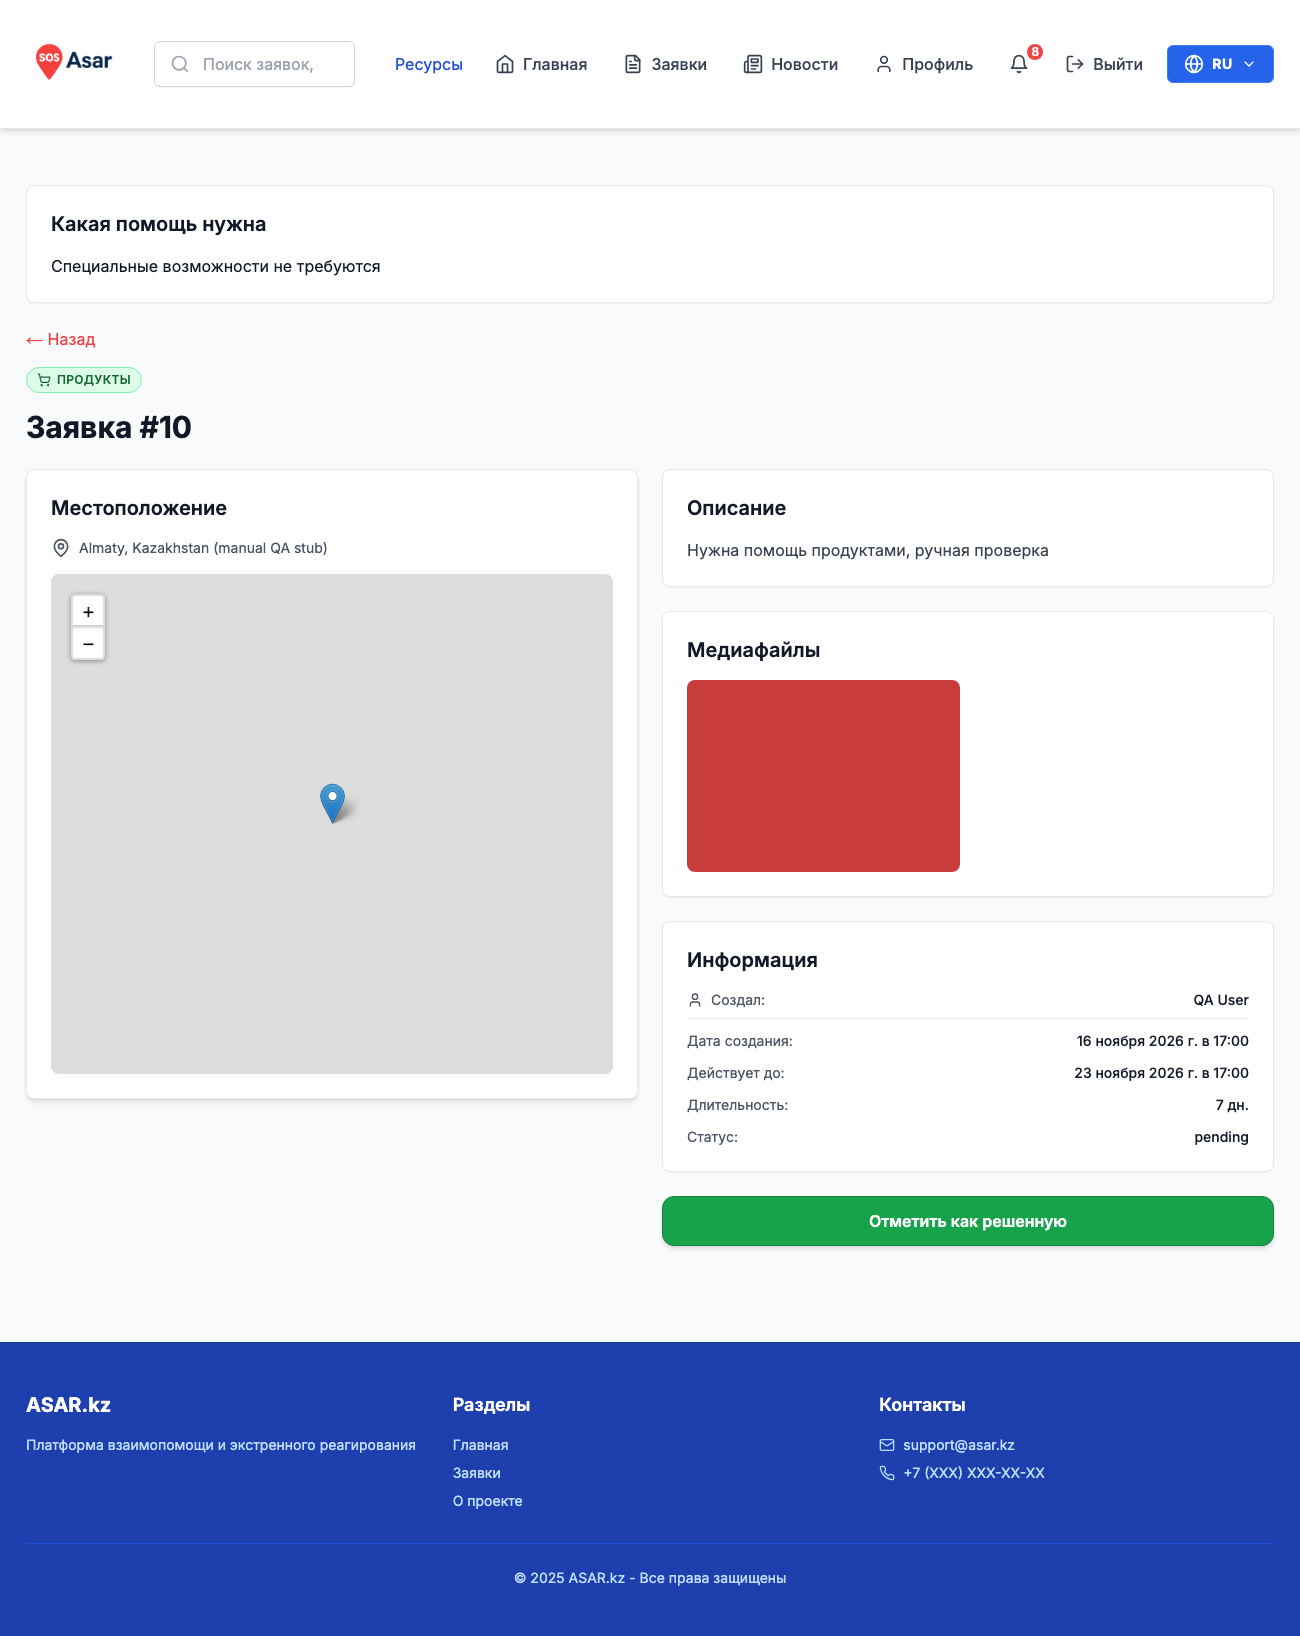 SOS Asar
Поиск заявок,
Ресурсы
Главная
Заявки
Новости
Профиль
8
Выйти
RU
Какая помощь нужна
Специальные возможности не требуются
← Назад
ПРОДУКТЫ
Заявка #10
Местоположение
Almaty, Kazakhstan (manual QA stub)
+
−
Описание
Нужна помощь продуктами, ручная проверка
Медиафайлы
Информация
Создал: QA User
Дата создания: 16 ноября 2026 г. в 17:00
Действует до: 23 ноября 2026 г. в 17:00
Длительность: 7 дн.
Статус: pending
Отметить как решенную
ASAR.kz
Платформа взаимопомощи и экстренного реагирования
Разделы
Главная
Заявки
О проекте
Контакты
support@asar.kz
+7 (XXX) XXX-XX-XX
© 2025 ASAR.kz - Все права защищены